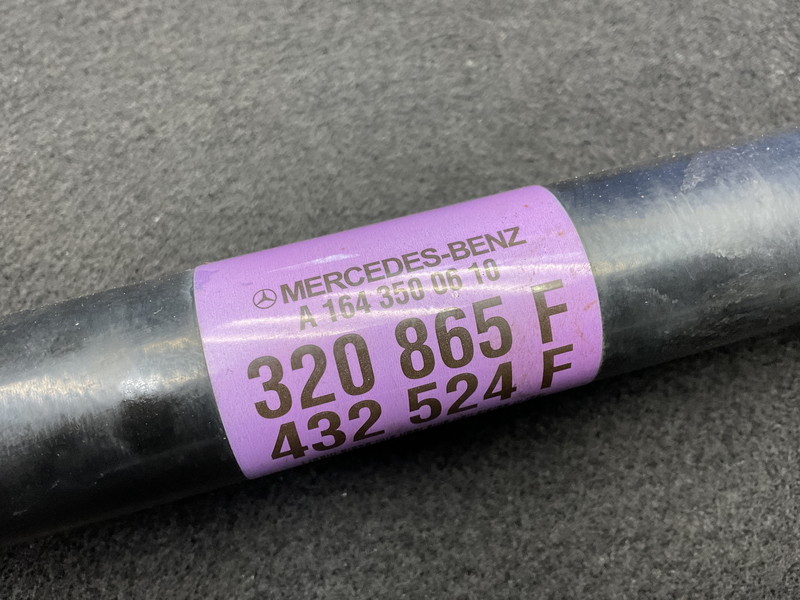 MERCEDES-BENZ
A 164 350 06 10
320 865 F
432 524 F